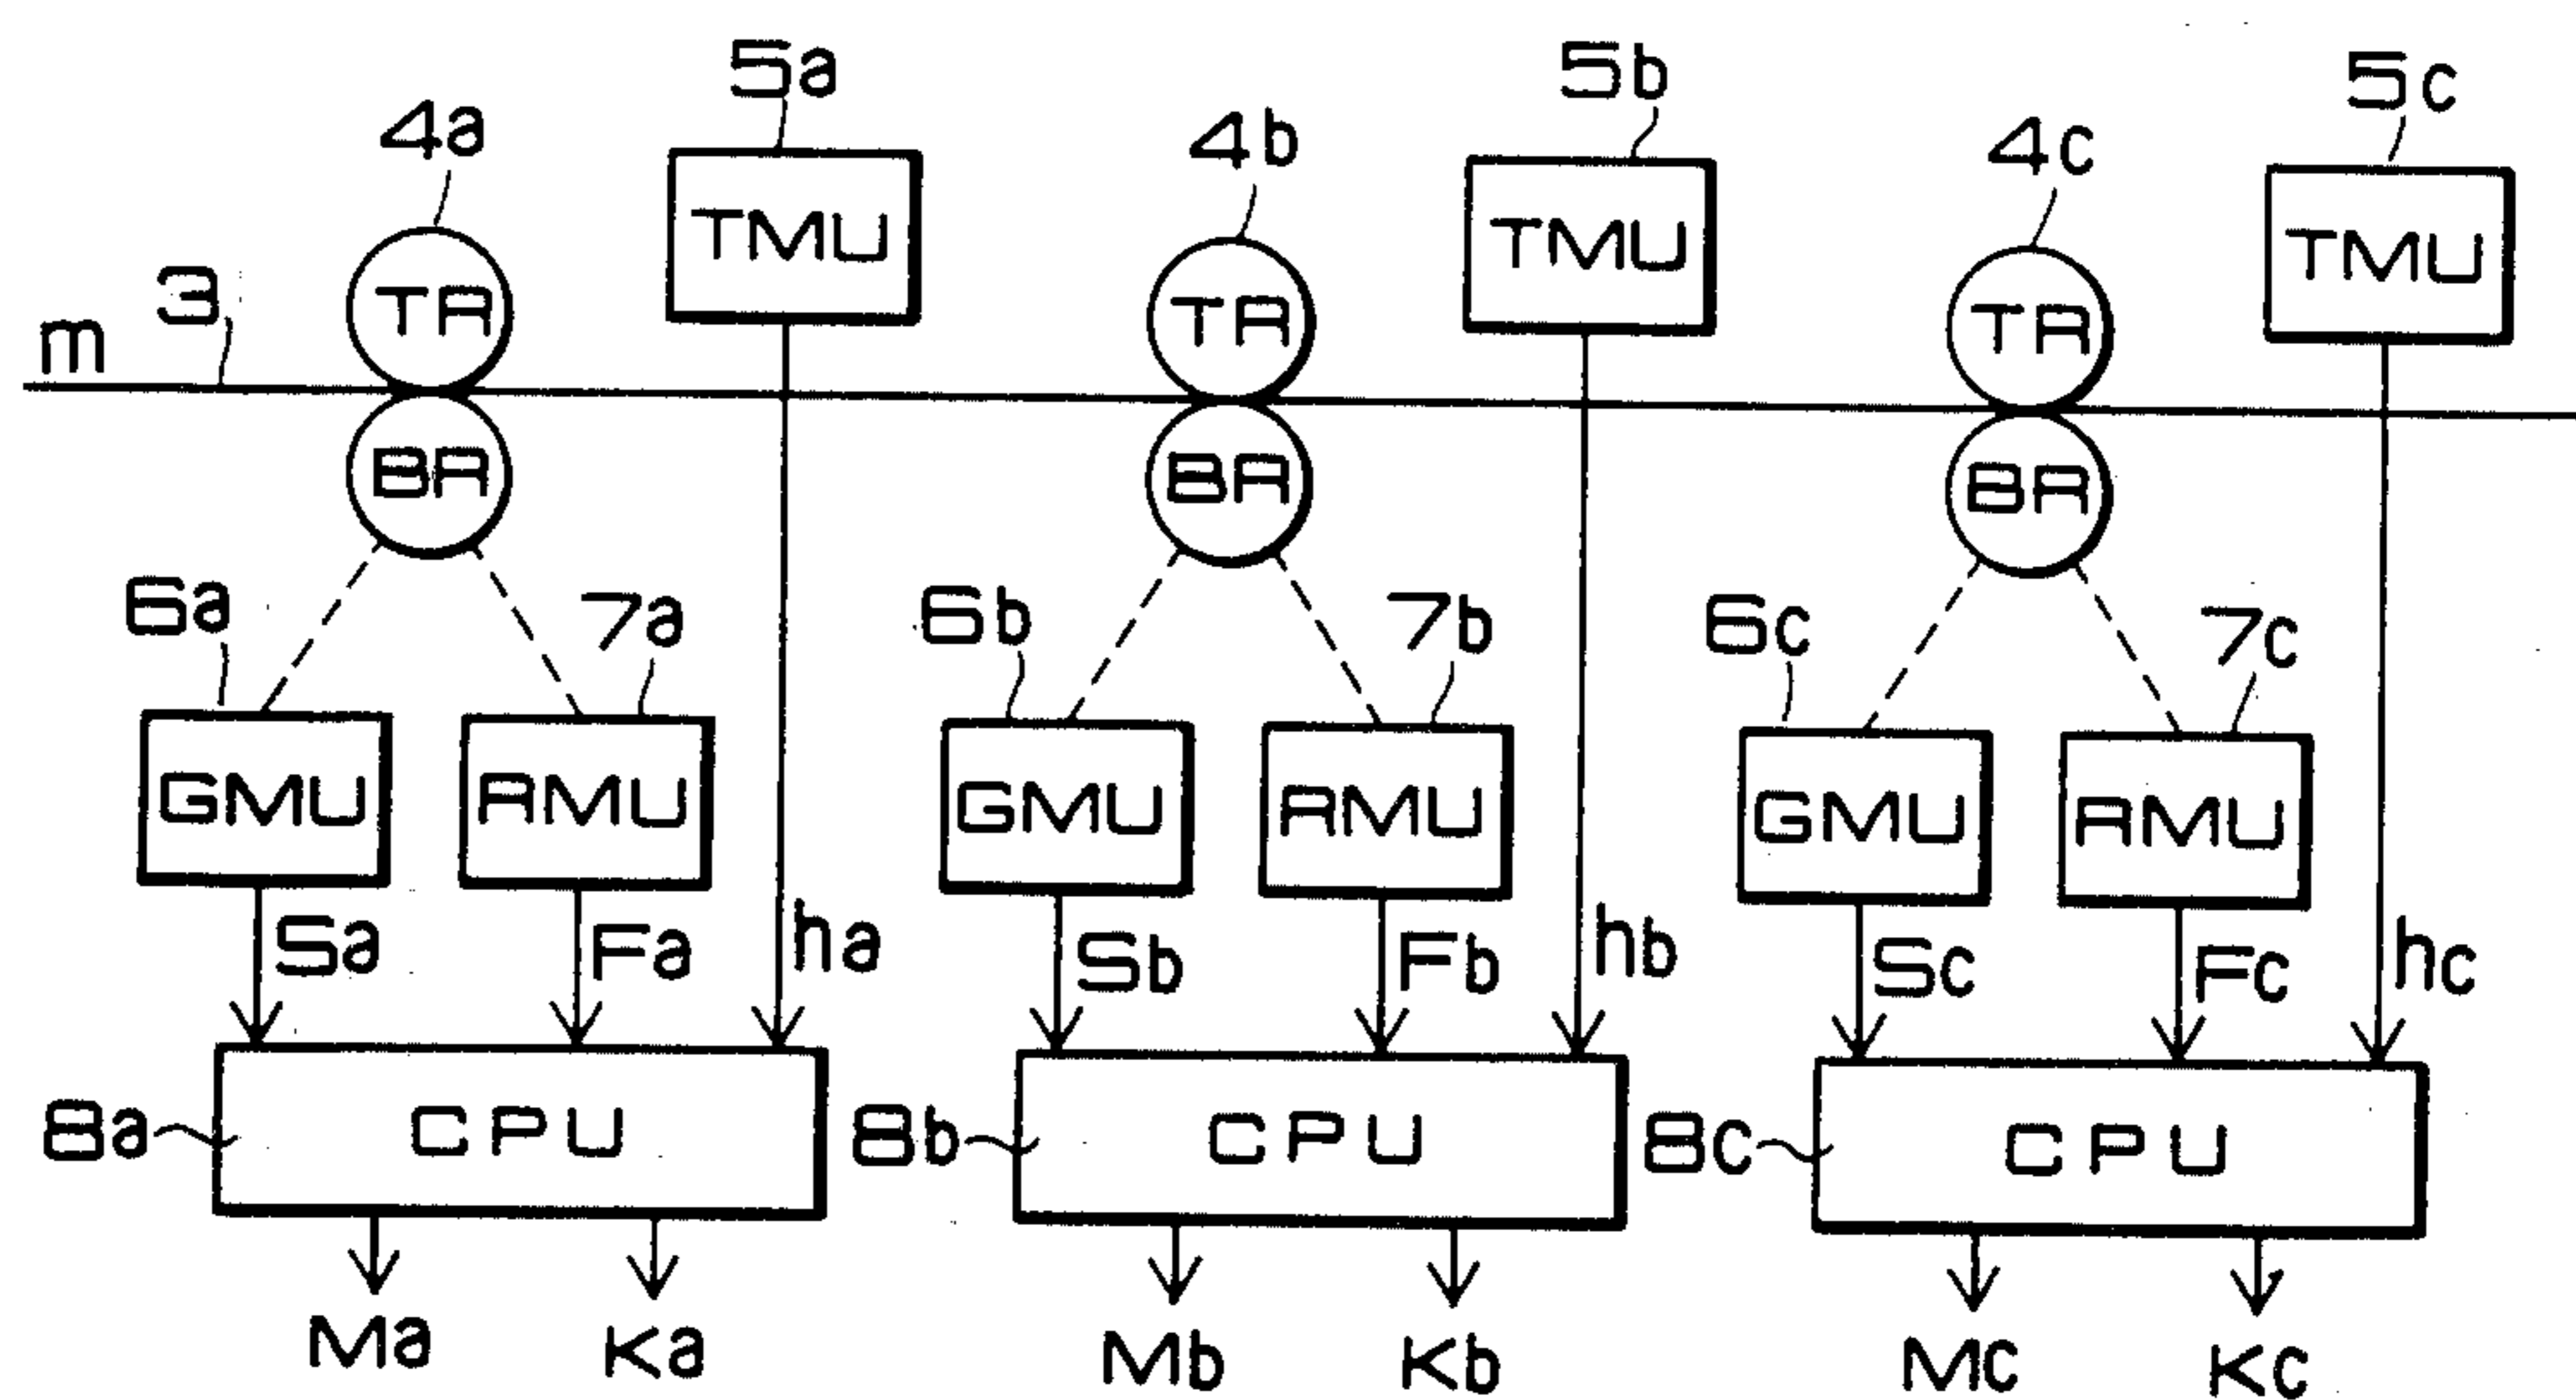 5a 5b 5c
4a 4b 4c
TMU TMU TMU
3
TR TR TR
m
BR BR BR
6a 7a 6b 7b 6c 7c
GMU RMU GMU RMU GMU RMU
Sa Fa ha Sb Fb hb Sc Fc hc
8a CPU 8b CPU 8c CPU
Ma Ka Mb Kb Mc Kc